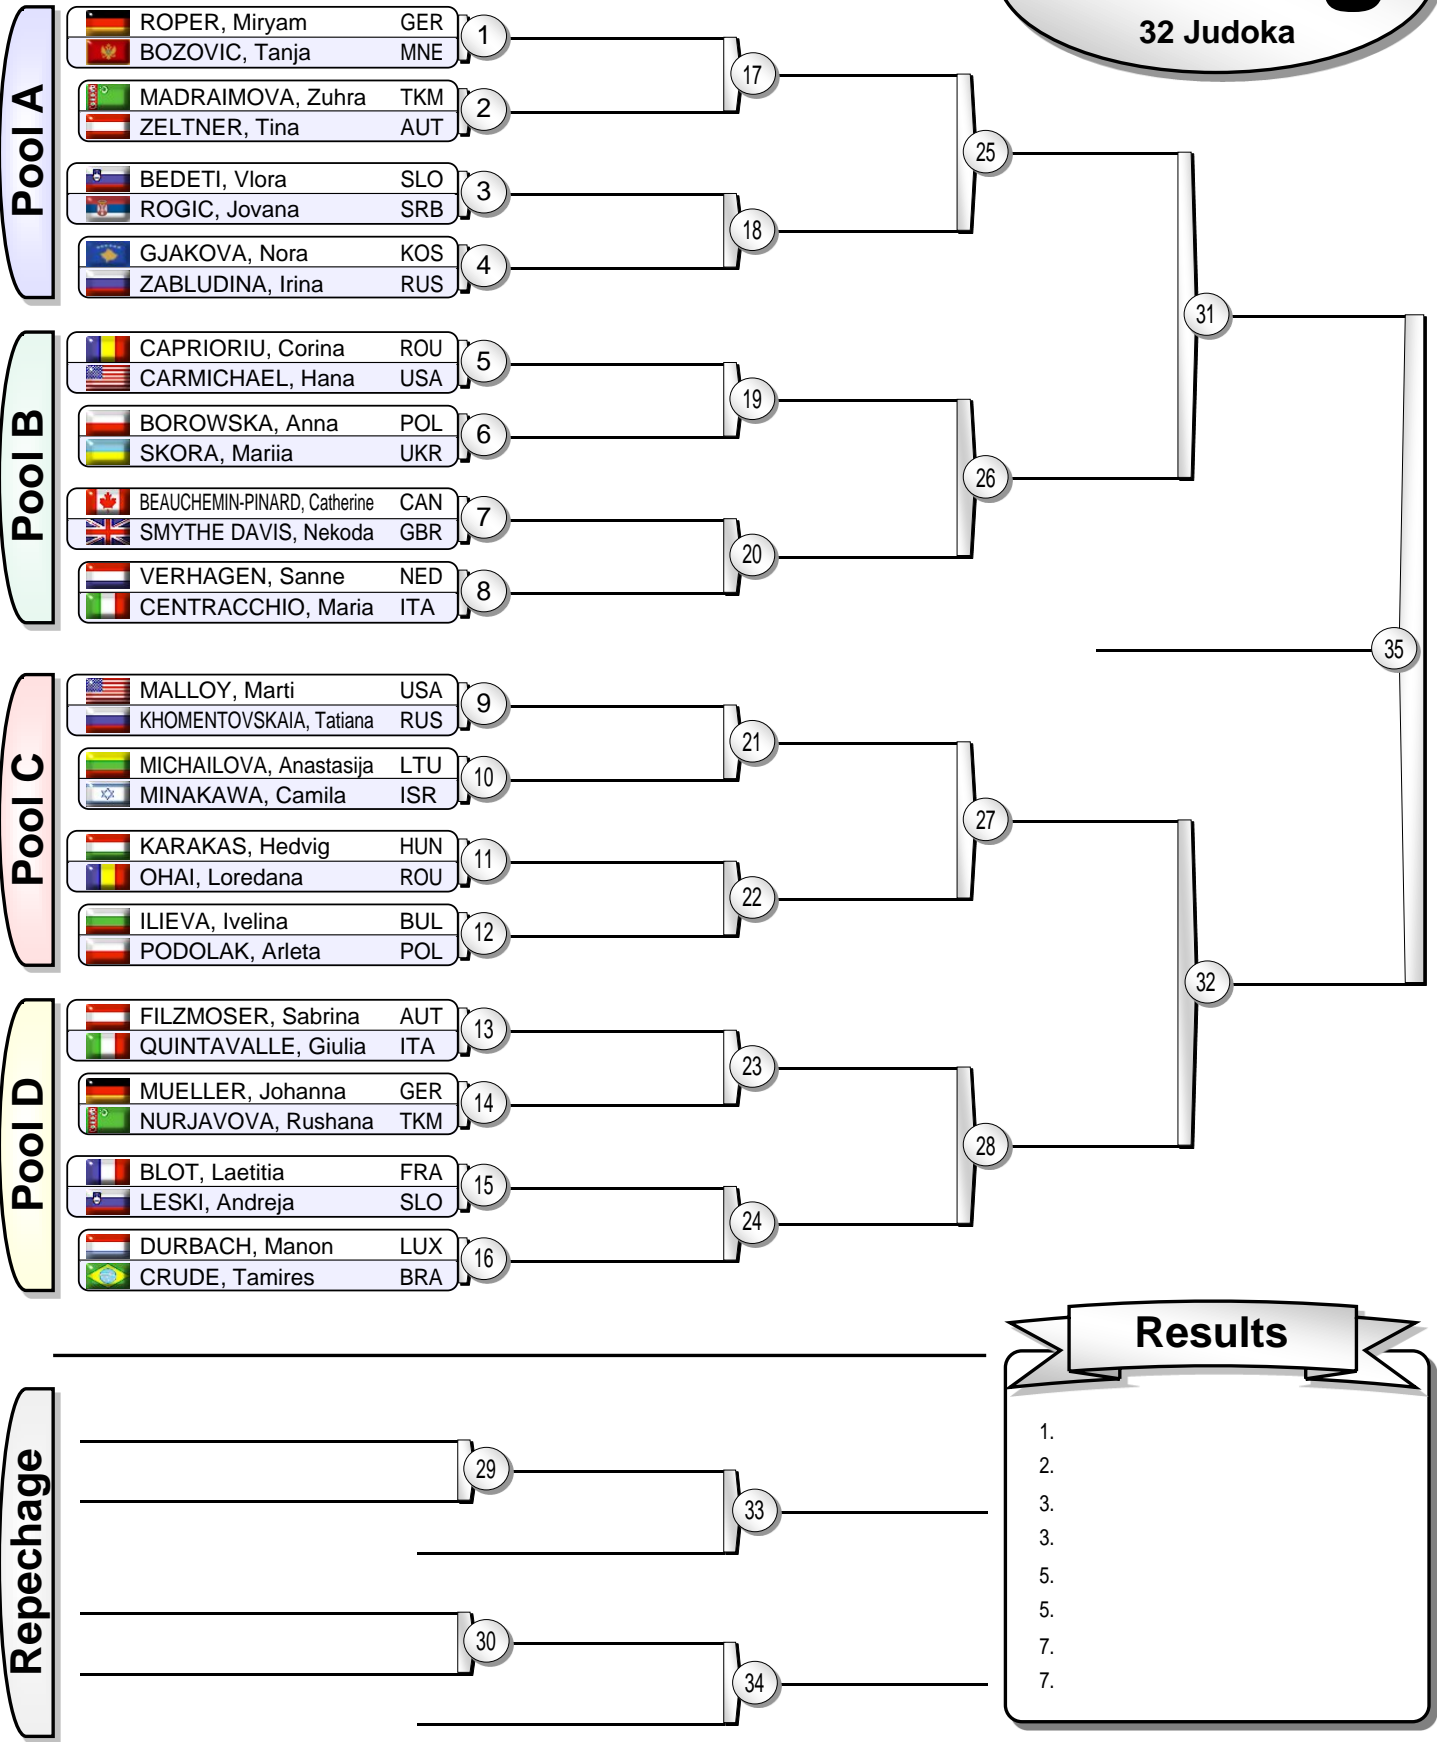 32 Judoka
Pool A
ROPER, Miryam GER
BOZOVIC, Tanja MNE
1
MADRAIMOVA, Zuhra TKM
ZELTNER, Tina AUT
2
BEDETI, Vlora SLO
ROGIC, Jovana SRB
3
GJAKOVA, Nora KOS
ZABLUDINA, Irina RUS
4
17
18
25
Pool B
CAPRIORIU, Corina ROU
CARMICHAEL, Hana USA
5
BOROWSKA, Anna POL
SKORA, Mariia UKR
6
BEAUCHEMIN-PINARD, Catherine CAN
SMYTHE DAVIS, Nekoda GBR
7
VERHAGEN, Sanne NED
CENTRACCHIO, Maria ITA
8
19
20
26
31
35
Pool C
MALLOY, Marti USA
KHOMENTOVSKAIA, Tatiana RUS
9
MICHAILOVA, Anastasija LTU
MINAKAWA, Camila ISR
10
KARAKAS, Hedvig HUN
OHAI, Loredana ROU
11
ILIEVA, Ivelina BUL
PODOLAK, Arleta POL
12
21
22
27
Pool D
FILZMOSER, Sabrina AUT
QUINTAVALLE, Giulia ITA
13
MUELLER, Johanna GER
NURJAVOVA, Rushana TKM
14
BLOT, Laetitia FRA
LESKI, Andreja SLO
15
DURBACH, Manon LUX
CRUDE, Tamires BRA
16
23
24
28
32
Repechage
29
33
30
34
Results
1.
2.
3.
3.
5.
5.
7.
7.